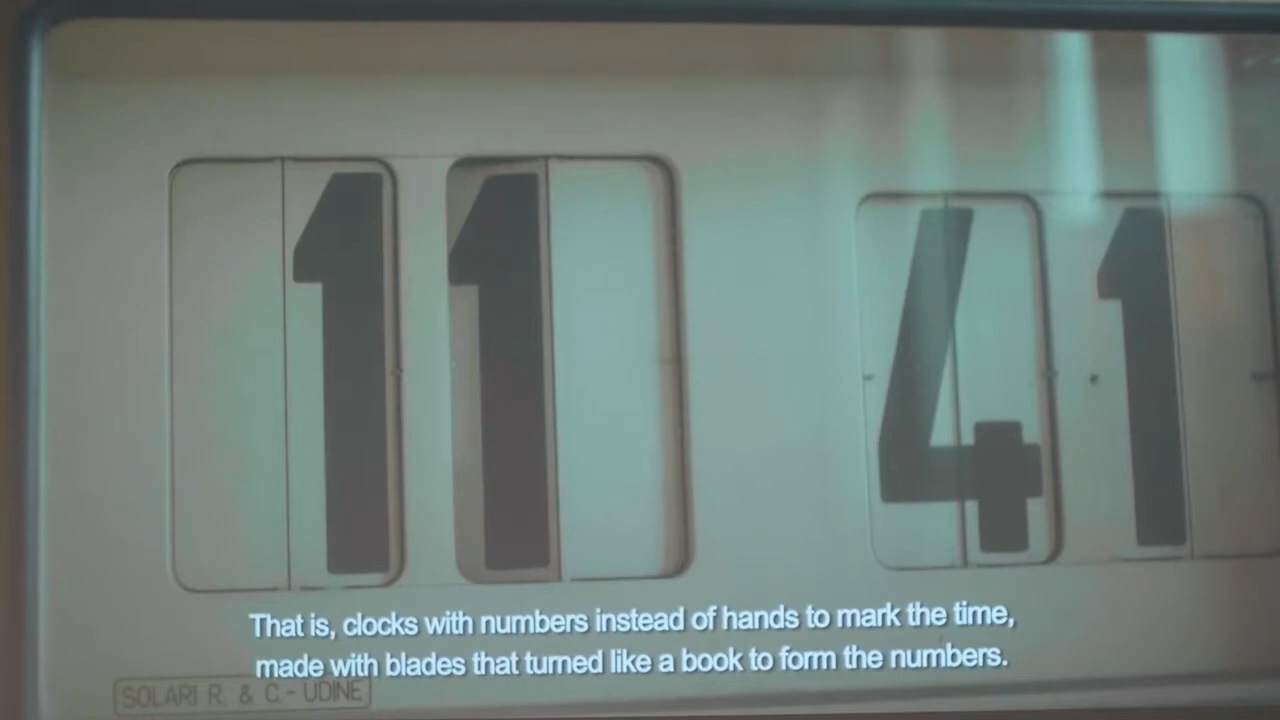 11 41
That is, clocks with numbers instead of hands to mark the time,
made with blades that turned like a book to form the numbers.
SOLARI R. & C. - UDINE